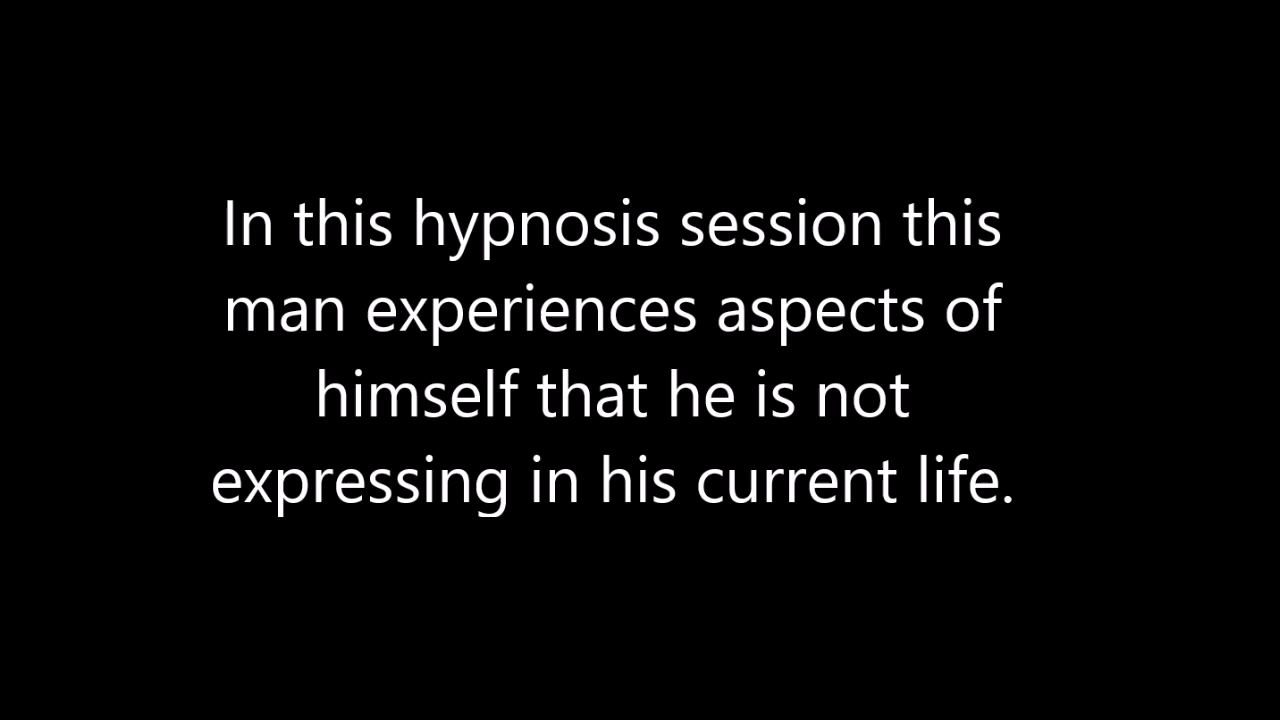 In this hypnosis session this
man experiences aspects of
himself that he is not
expressing in his current life.